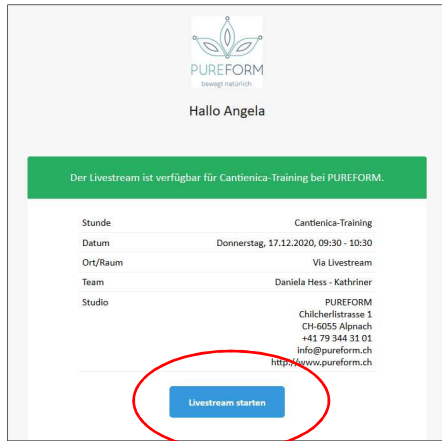 PUREFORM
bewegt natürlich.
Hallo Angela
Der Livestream ist verfügbar für Cantienica-Training bei PUREFORM.
Stunde Cantienica-Training
Datum Donnerstag, 17.12.2020, 09:30 - 10:30
Ort/Raum Via Livestream
Team Daniela Hess - Kathriner
Studio PUREFORM
Chilcherlistrasse 1
CH-6055 Alpnach
+41 79 344 31 01
info@pureform.ch
http://www.pureform.ch
Livestream starten